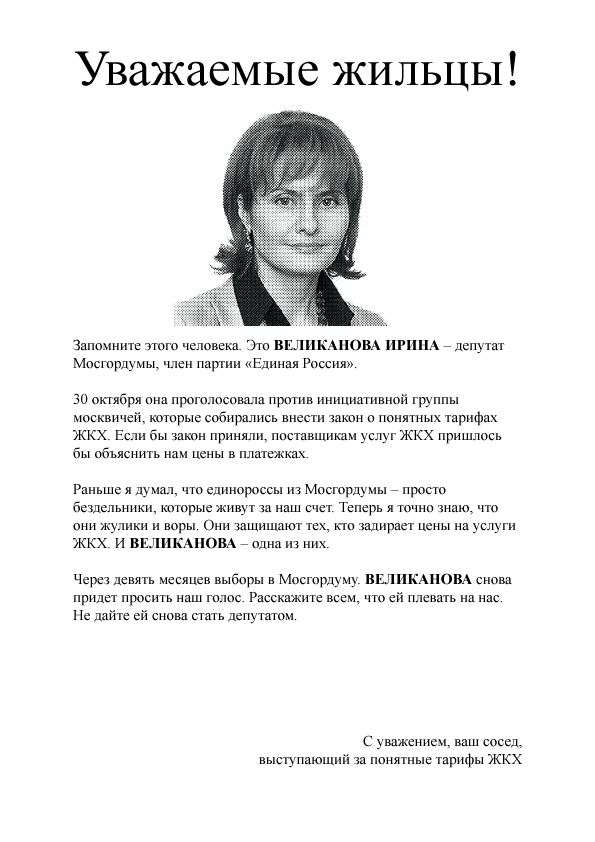 Уважаемые жильцы!
Запомните этого человека. Это ВЕЛИКАНОВА ИРИНА – депутат
Мосгордумы, член партии «Единая Россия».
30 октября она проголосовала против инициативной группы
москвичей, которые собирались внести закон о понятных тарифах
ЖКХ. Если бы закон приняли, поставщикам услуг ЖКХ пришлось
бы объяснить нам цены в платежках.
Раньше я думал, что единороссы из Мосгордумы – просто
бездельники, которые живут за наш счет. Теперь я точно знаю, что
они жулики и воры. Они защищают тех, кто задирает цены на услуги
ЖКХ. И ВЕЛИКАНОВА – одна из них.
Через девять месяцев выборы в Мосгордуму. ВЕЛИКАНОВА снова
придет просить наш голос. Расскажите всем, что ей плевать на нас.
Не дайте ей снова стать депутатом.
С уважением, ваш сосед,
выступающий за понятные тарифы ЖКХ